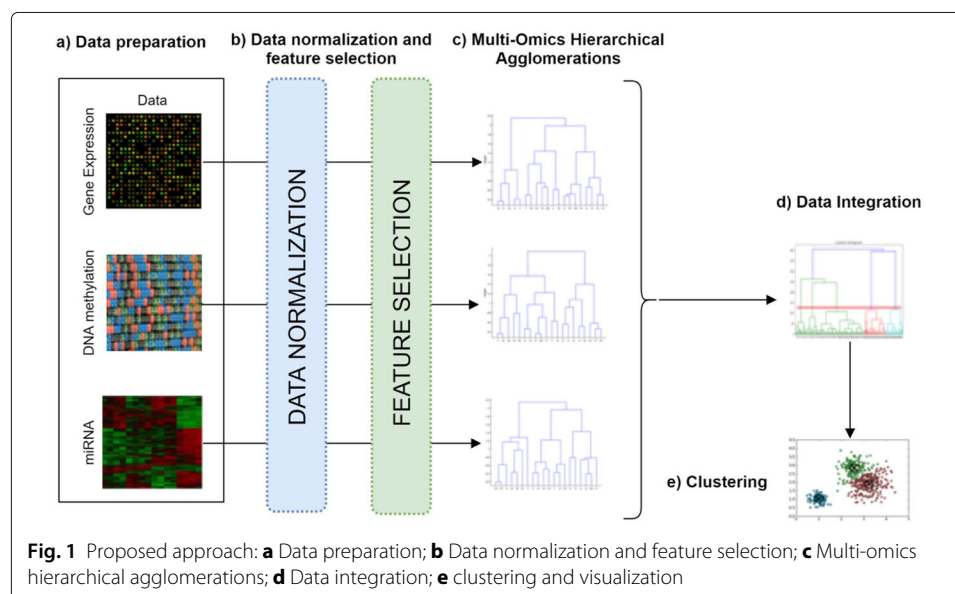 a) Data preparation
b) Data normalization and
feature selection
c) Multi-Omics Hierarchical
Agglomerations
Data
Gene Expression
DNA methylation
miRNA
DATA NORMALIZATION
FEATURE SELECTION
d) Data Integration
e) Clustering
Fig. 1 Proposed approach: a Data preparation; b Data normalization and feature selection; c Multi-omics
hierarchical agglomerations; d Data integration; e clustering and visualization